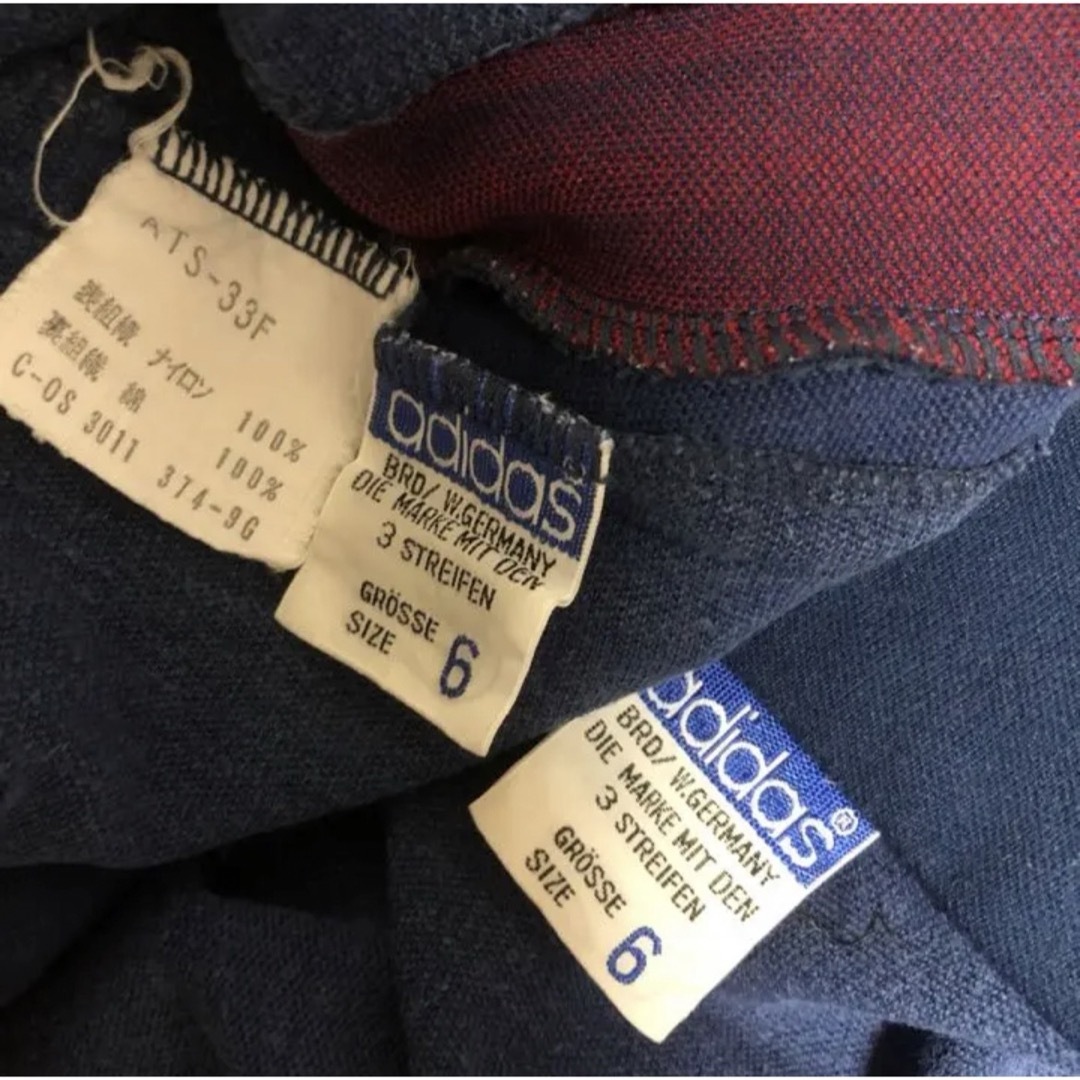 ATS-33F
表組織 ナイロン 100%
裏組織 綿 100%
C-OS 3011 374-9G
adidas
BRD/W.GERMANY
DIE MARKE MIT DEN
3 STREIFEN
GRÖSSE
SIZE 6
adidas®
BRD/W.GERMANY
DIE MARKE MIT DEN
3 STREIFEN
GRÖSSE
SIZE 6